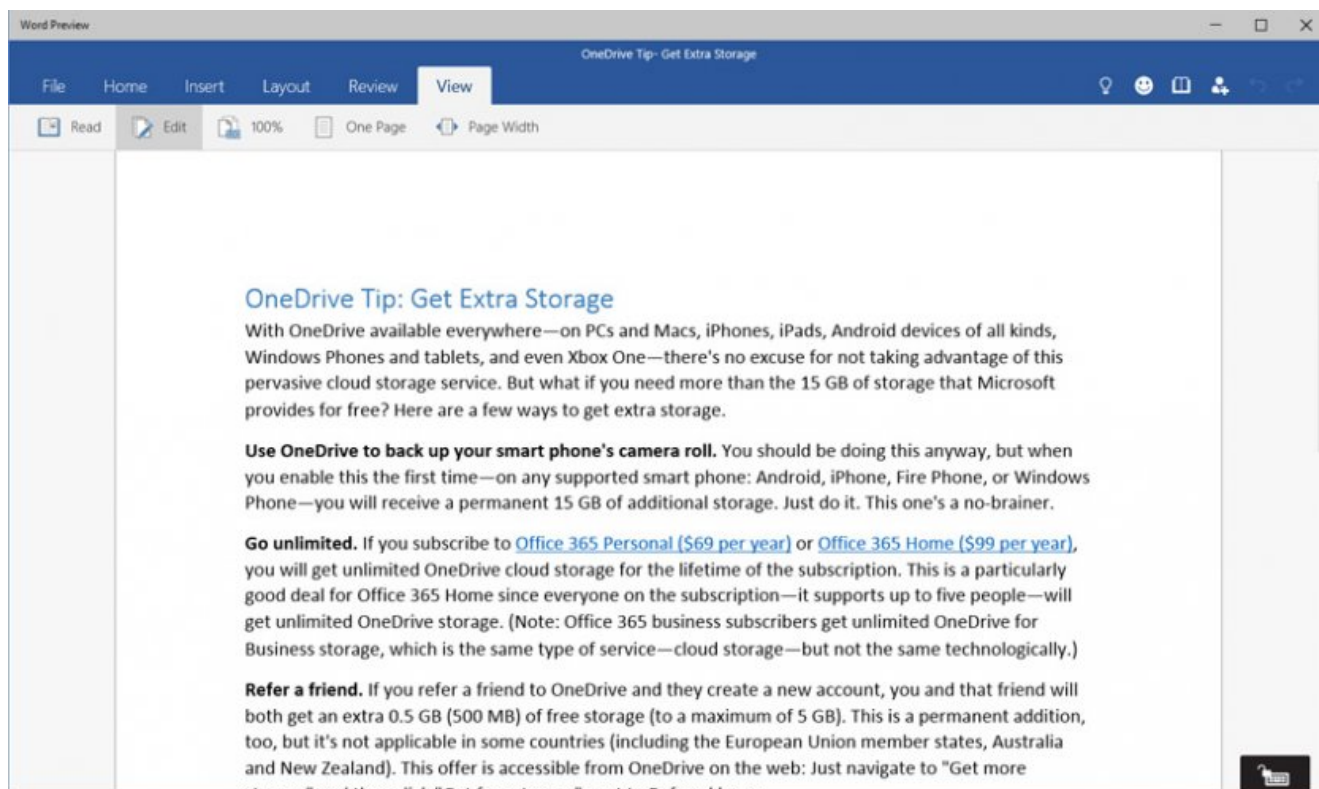 Word Preview
OneDrive Tip- Get Extra Storage
File Home Insert Layout Review View
Read Edit 100% One Page Page Width
OneDrive Tip: Get Extra Storage
With OneDrive available everywhere—on PCs and Macs, iPhones, iPads, Android devices of all kinds,
Windows Phones and tablets, and even Xbox One—there's no excuse for not taking advantage of this
pervasive cloud storage service. But what if you need more than the 15 GB of storage that Microsoft
provides for free? Here are a few ways to get extra storage.
Use OneDrive to back up your smart phone's camera roll. You should be doing this anyway, but when
you enable this the first time—on any supported smart phone: Android, iPhone, Fire Phone, or Windows
Phone—you will receive a permanent 15 GB of additional storage. Just do it. This one's a no-brainer.
Go unlimited. If you subscribe to Office 365 Personal ($69 per year) or Office 365 Home ($99 per year),
you will get unlimited OneDrive cloud storage for the lifetime of the subscription. This is a particularly
good deal for Office 365 Home since everyone on the subscription—it supports up to five people—will
get unlimited OneDrive storage. (Note: Office 365 business subscribers get unlimited OneDrive for
Business storage, which is the same type of service—cloud storage—but not the same technologically.)
Refer a friend. If you refer a friend to OneDrive and they create a new account, you and that friend will
both get an extra 0.5 GB (500 MB) of free storage (to a maximum of 5 GB). This is a permanent addition,
too, but it's not applicable in some countries (including the European Union member states, Australia
and New Zealand). This offer is accessible from OneDrive on the web: Just navigate to "Get more